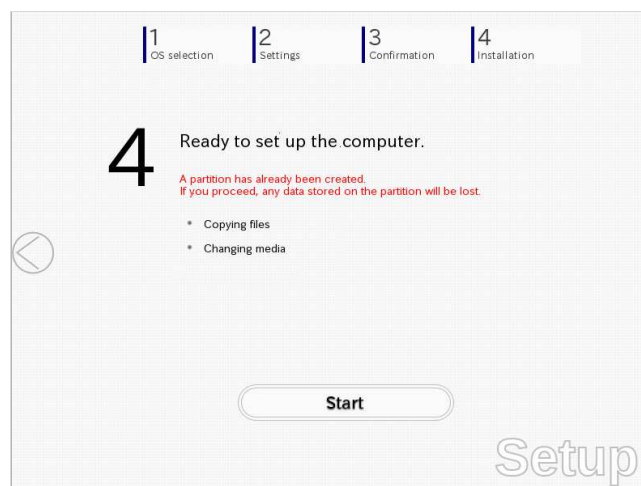 1
OS selection
2
Settings
3
Confirmation
4
Installation
4
Ready to set up the computer.
A partition has already been created.
If you proceed, any data stored on the partition will be lost.
Copying files
Changing media
Start
Setup